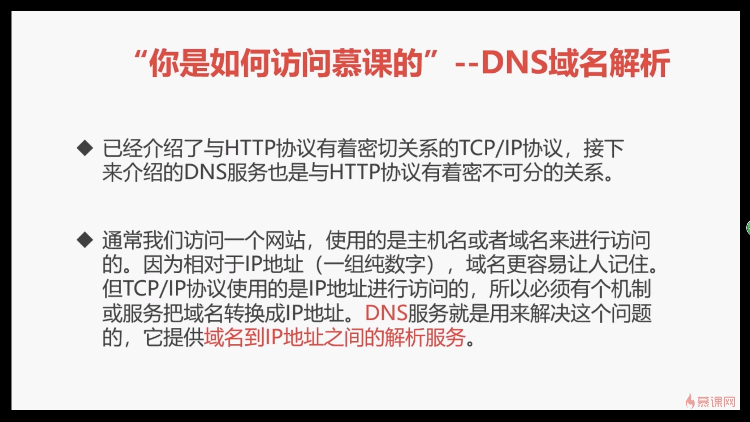 “你是如何访问慕课的”--DNS域名解析
◆ 已经介绍了与HTTP协议有着密切关系的TCP/IP协议，接下
来介绍的DNS服务也是与HTTP协议有着密不可分的关系。
◆ 通常我们访问一个网站，使用的是主机名或者域名来进行访问
的。因为相对于IP地址（一组纯数字），域名更容易让人记住。
但TCP/IP协议使用的是IP地址进行访问的，所以必须有个机制
或服务把域名转换成IP地址。DNS服务就是用来解决这个问题
的，它提供域名到IP地址之间的解析服务。
慕课网